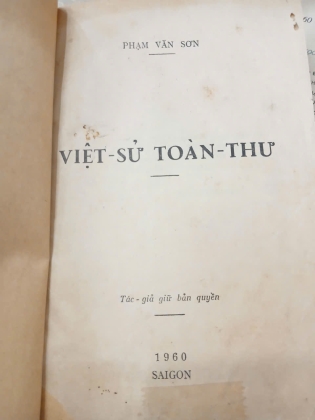 PHẠM VĂN SƠN
VIỆT-SỬ TOÀN-THƯ
Tác-giả giữ bản quyền
1960
SAIGON